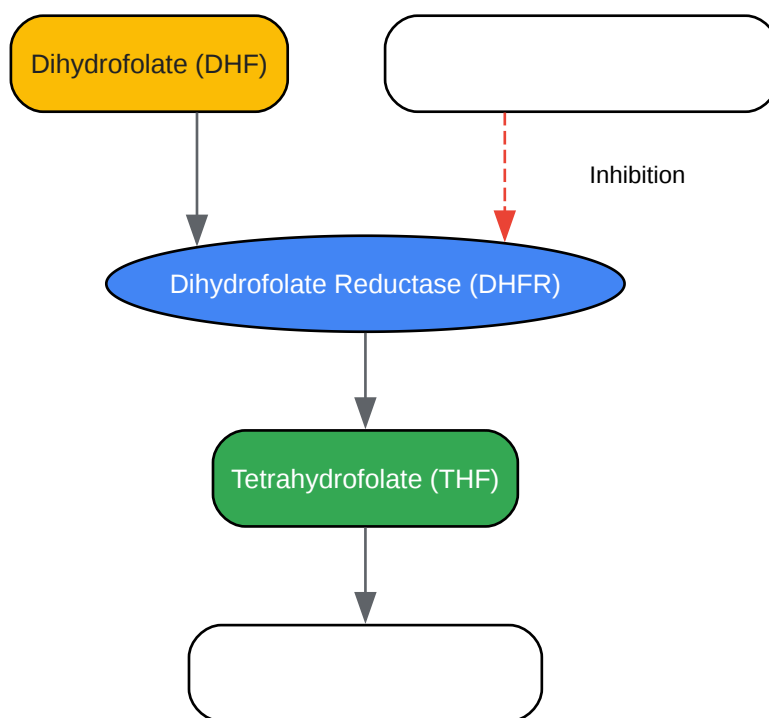 Dihydrofolate (DHF)
Inhibition
Dihydrofolate Reductase (DHFR)
Tetrahydrofolate (THF)